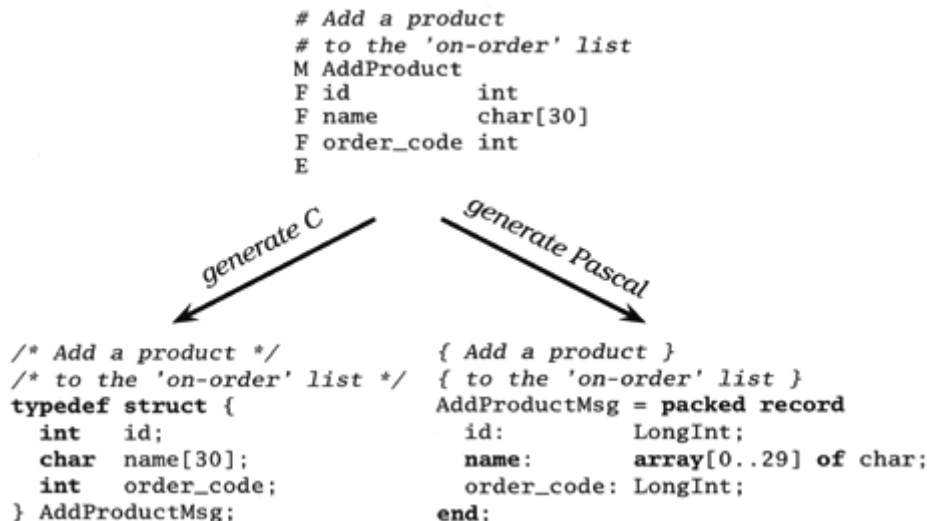 # Add a product
# to the 'on-order' list
M AddProduct
F id int
F name char[30]
F order_code int
E
generate C
generate Pascal
/* Add a product */
/* to the 'on-order' list */
typedef struct {
int id;
char name[30];
int order_code;
} AddProductMsg;
{ Add a product }
{ to the 'on-order' list }
AddProductMsg = packed record
id: LongInt;
name: array[0..29] of char;
order_code: LongInt;
end;